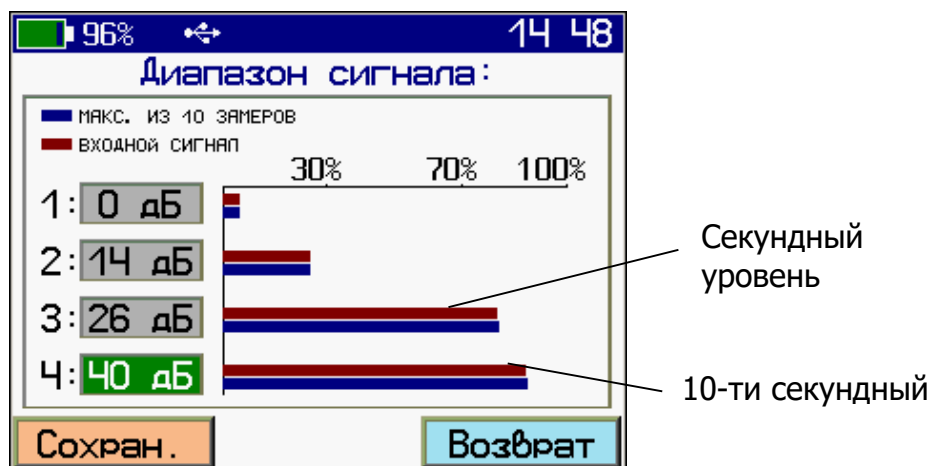 96% 14 48
Диапазон сигнала:
МАКС. ИЗ 10 ЗАМЕРОВ
ВХОДНОЙ СИГНАЛ
30% 70% 100%
1: 0 дБ
2: 14 дБ
3: 26 дБ
4: 40 дБ
Сохран. Возврат
Секундный
уровень
10-ти секундный